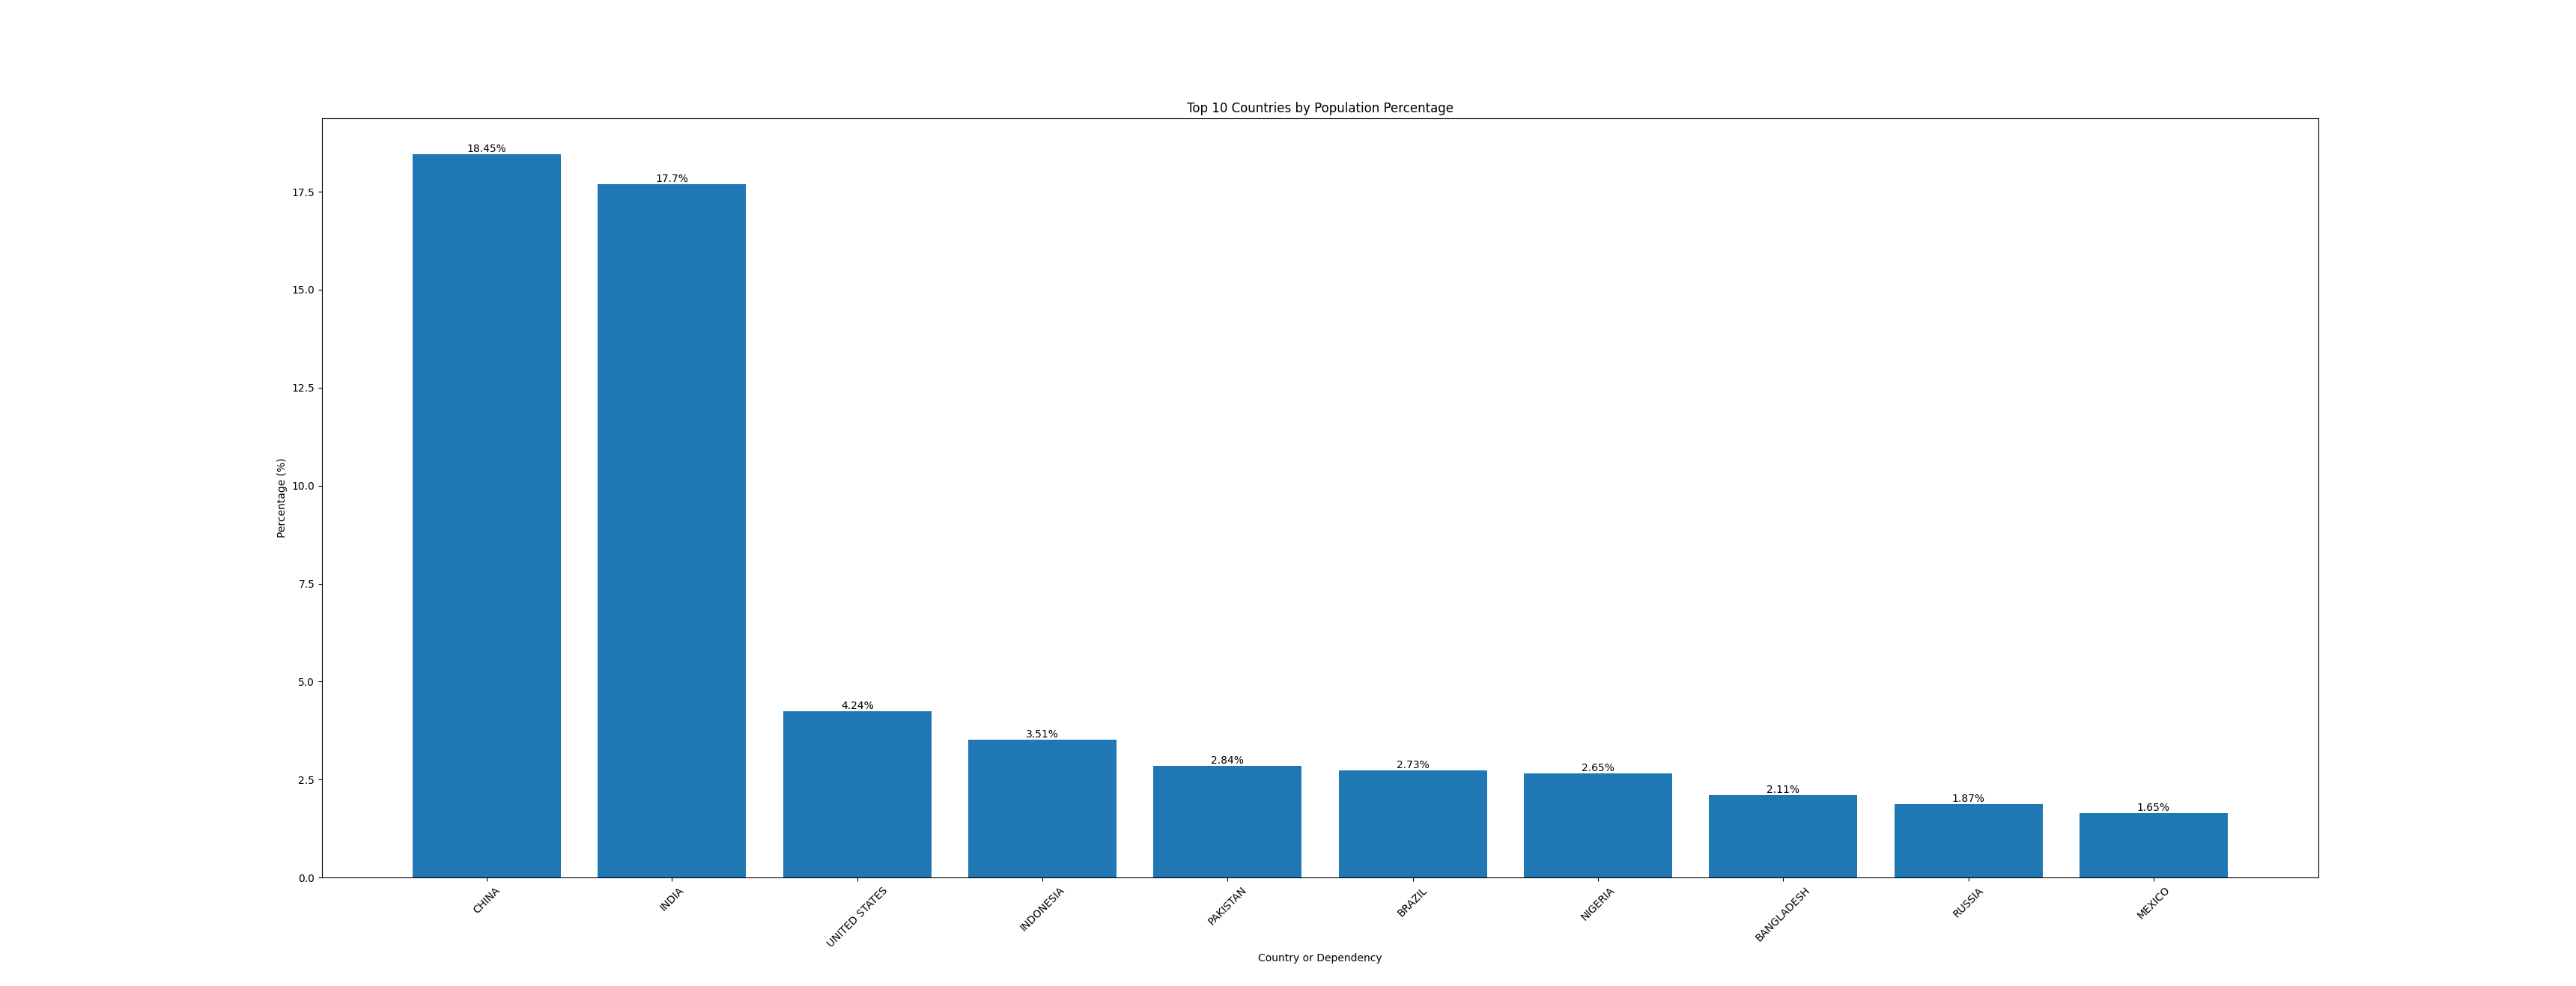 Top 10 Countries by Population Percentage
18.45%
17.7%
4.24%
3.51%
2.84%
2.73%
2.65%
2.11%
1.87%
1.65%
17.5
15.0
12.5
10.0
7.5
5.0
2.5
0.0
Percentage (%)
CHINA
INDIA
UNITED STATES
INDONESIA
PAKISTAN
BRAZIL
NIGERIA
BANGLADESH
RUSSIA
MEXICO
Country or Dependency